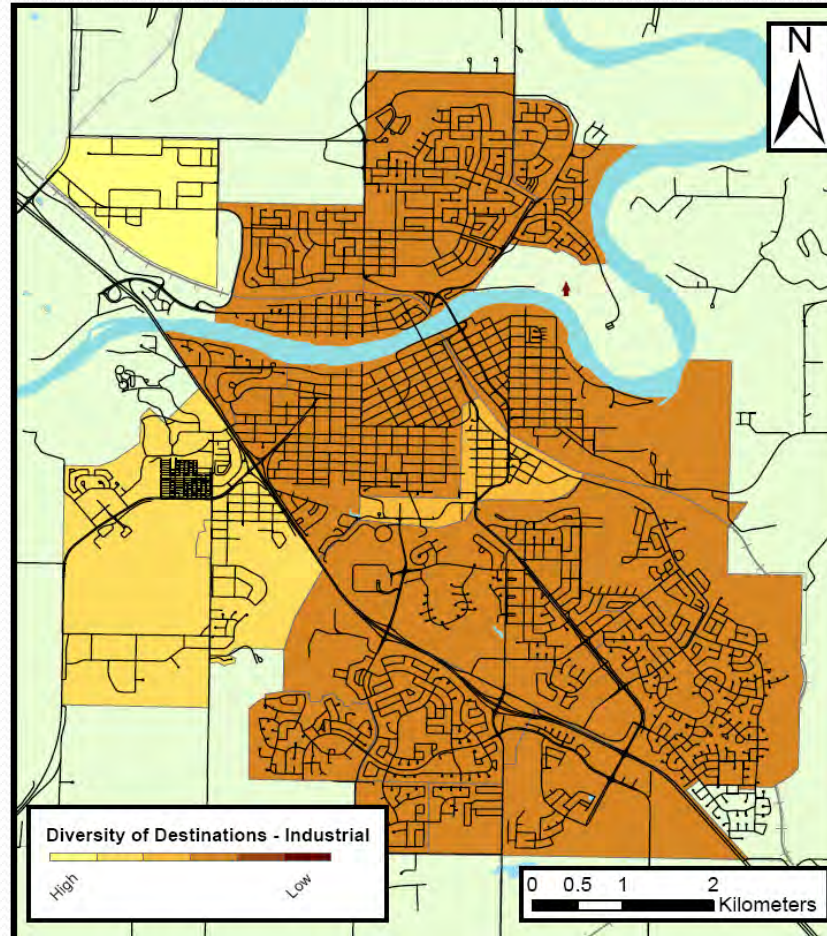 N
Diversity of Destinations - Industrial
High
Low
0 0.5 1 2
Kilometers